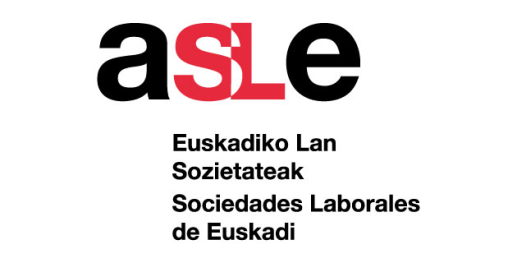 asLe
Euskadiko Lan
Sozietateak
Sociedades Laborales
de Euskadi